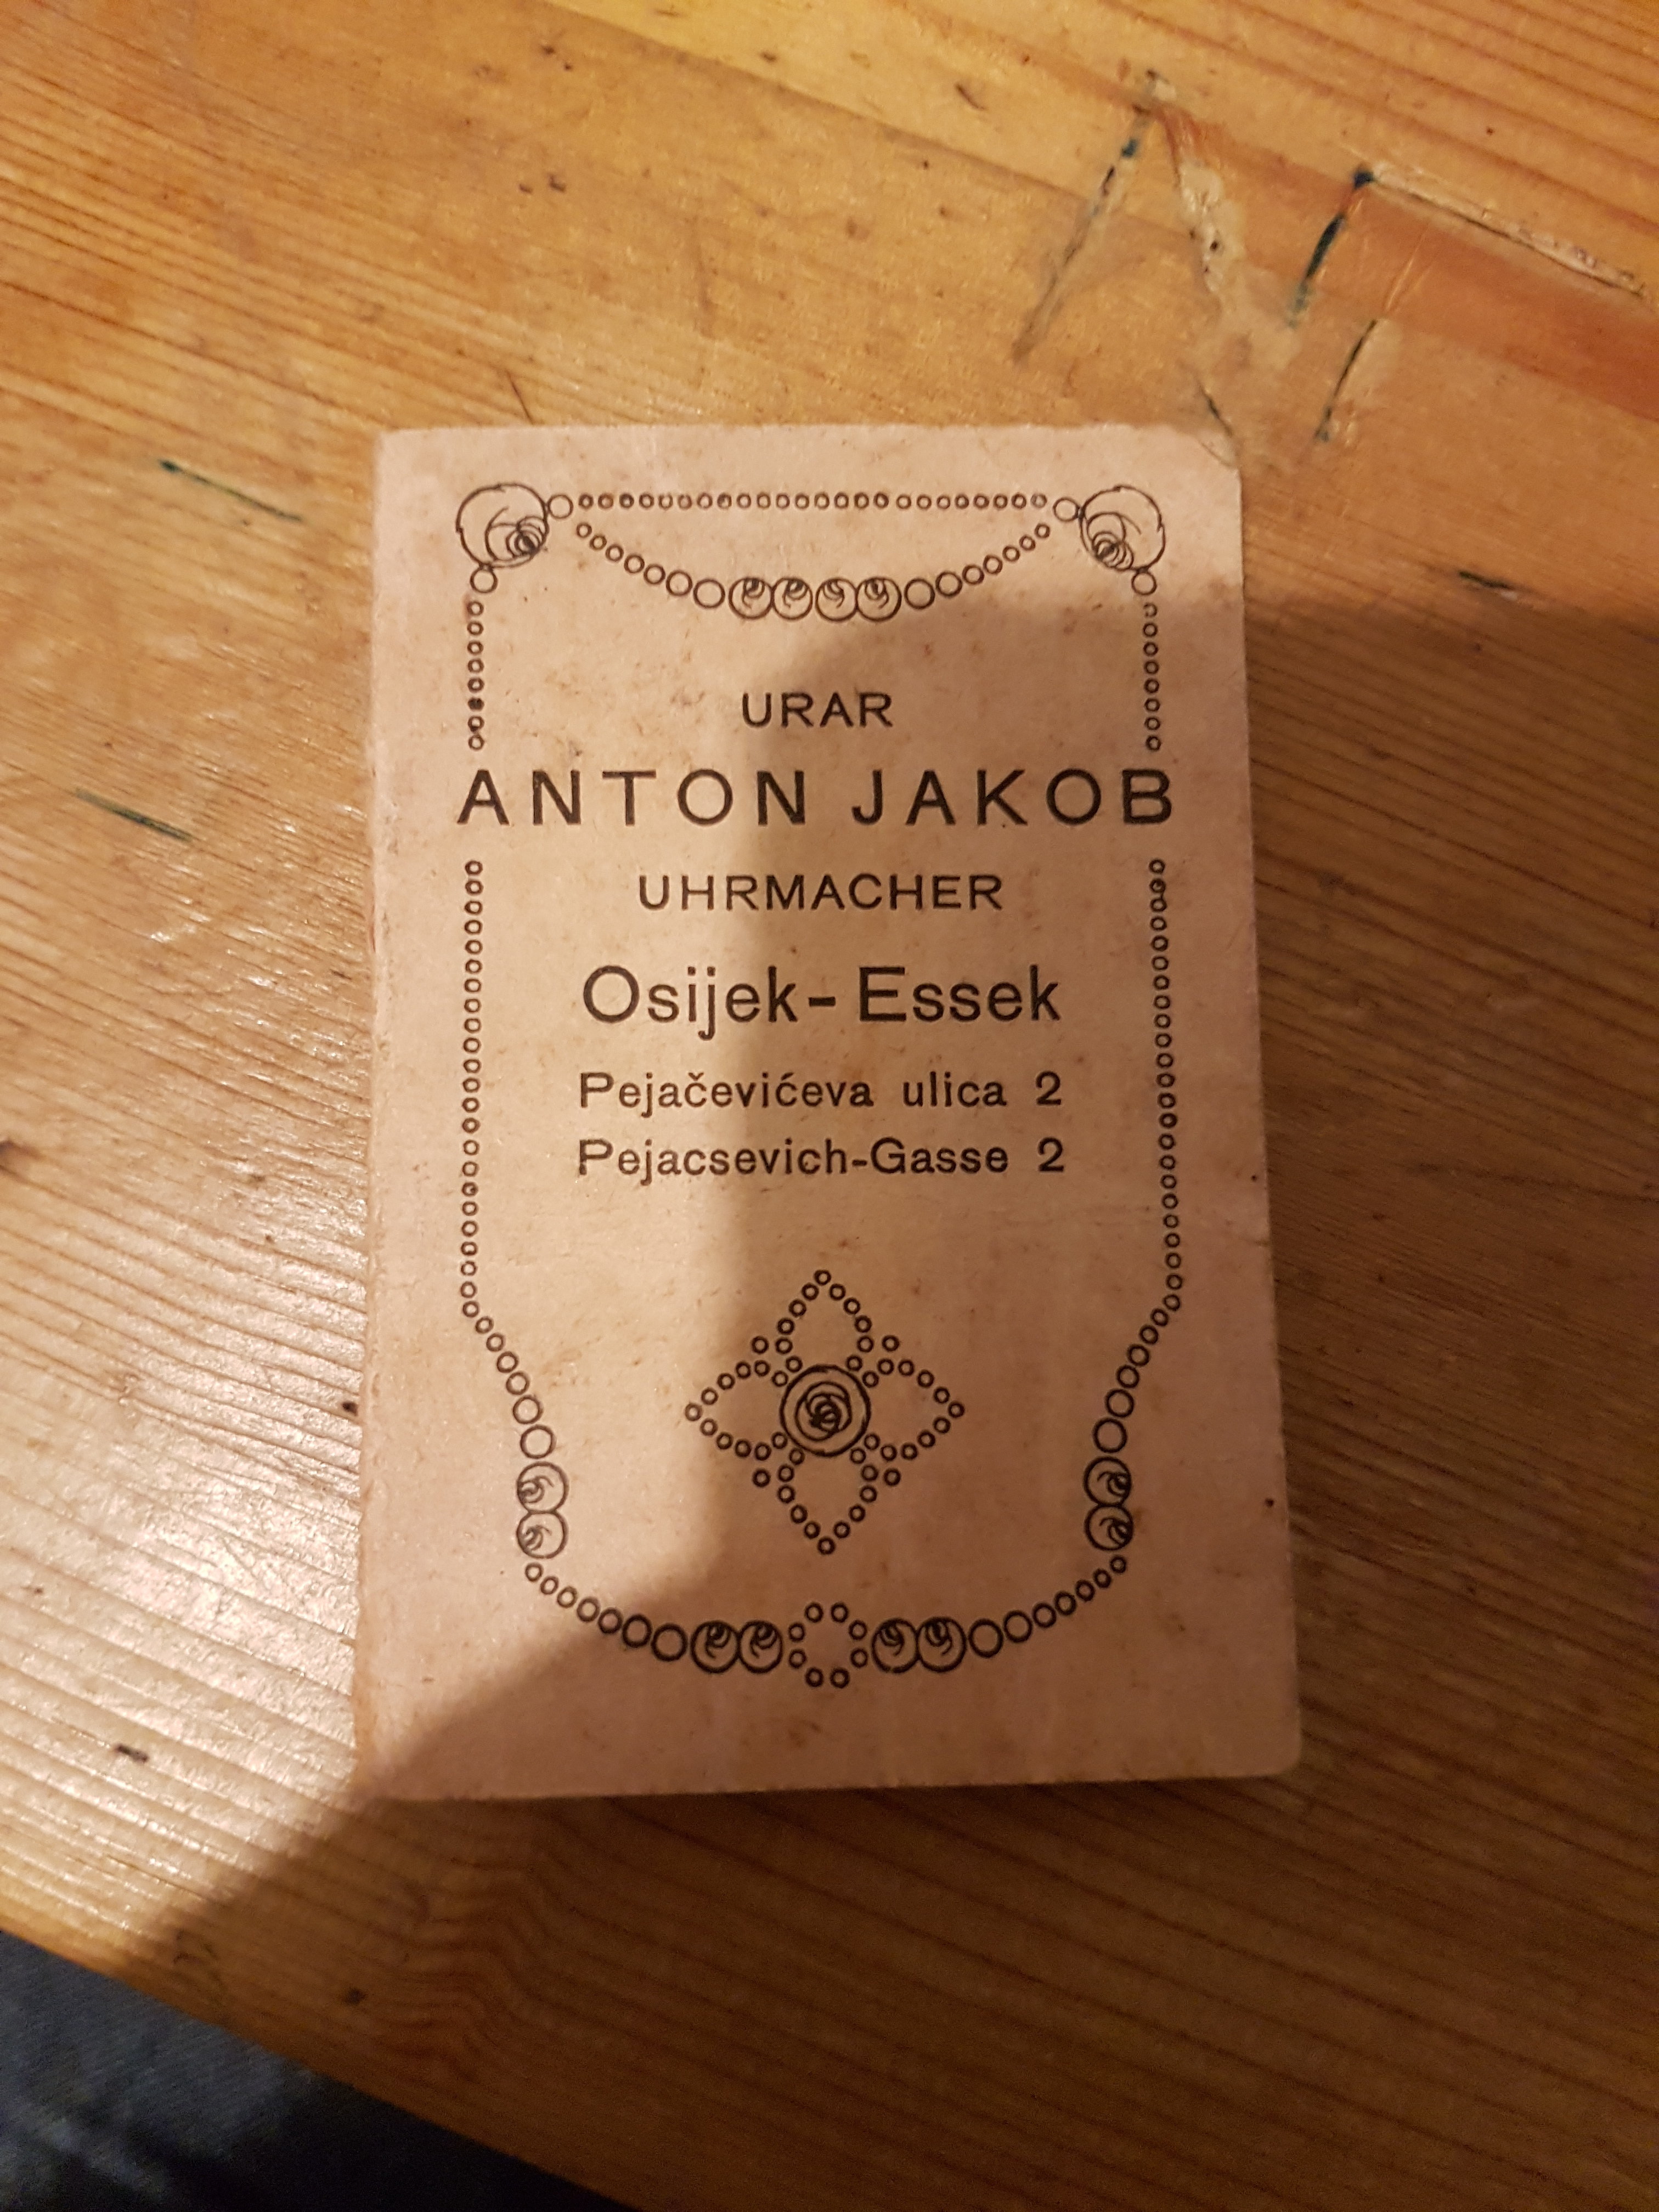 URAR
ANTON JAKOB
UHRMACHER
Osijek-Essek
Pejačevićeva ulica 2
Pejacsevich-Gasse 2